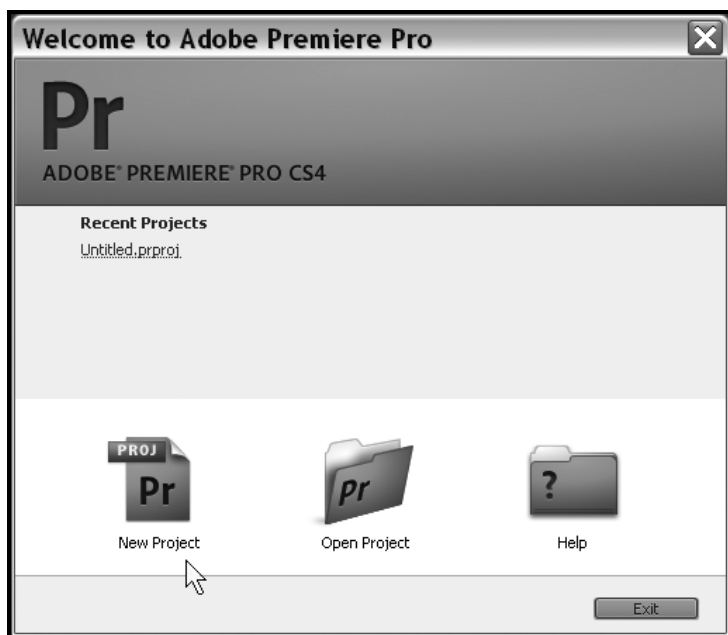 Welcome to Adobe Premiere Pro
Pr
ADOBE® PREMIERE® PRO CS4
Recent Projects
Untitled.prproj
PROJ
Pr
Pr
?
New Project
Open Project
Help
Exit